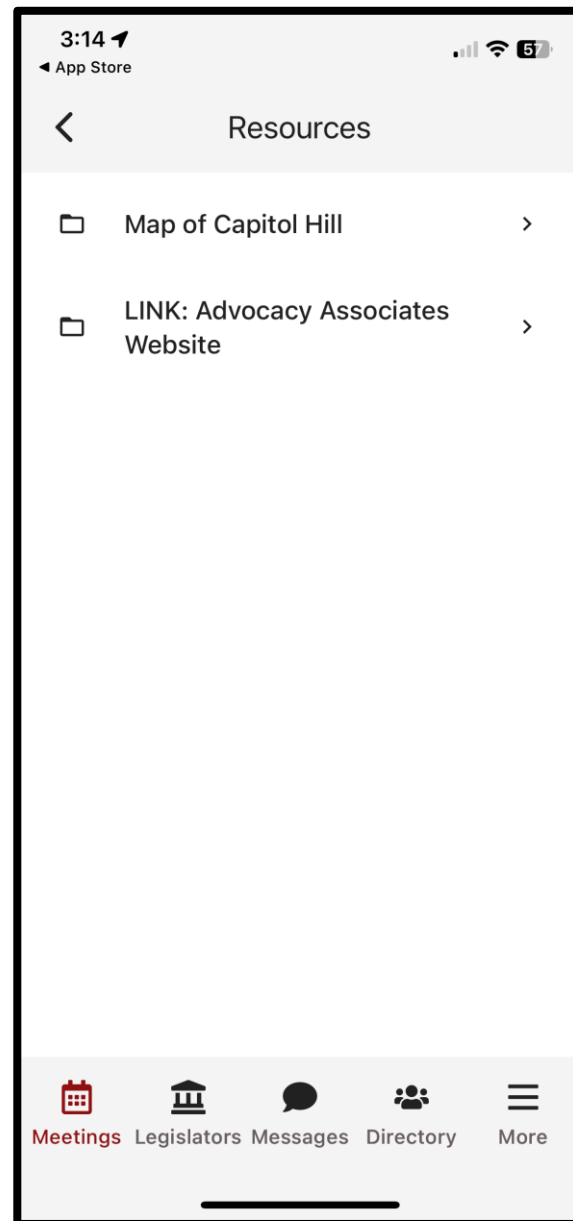 3:14
◀ App Store
57
Resources
Map of Capitol Hill
LINK: Advocacy Associates
Website
Meetings Legislators Messages Directory More